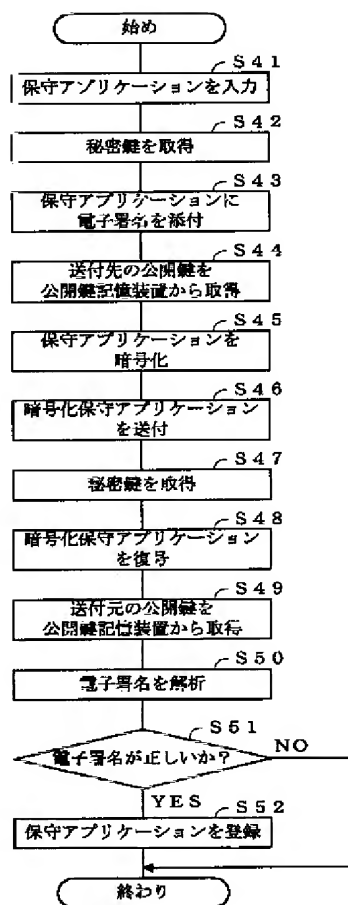 始め
S41
保守アプリケーションを入力
S42
秘密鍵を取得
S43
保守アプリケーションに
電子署名を添付
S44
送付先の公開鍵を
公開鍵記憶装置から取得
S45
保守アプリケーションを
暗号化
S46
暗号化保守アプリケーション
を送付
S47
秘密鍵を取得
S48
暗号化保守アプリケーション
を復号
S49
送付元の公開鍵を
公開鍵記憶装置から取得
S50
電子署名を解析
S51
電子署名が正しいか?
NO
YES
S52
保守アプリケーションを登録
終わり